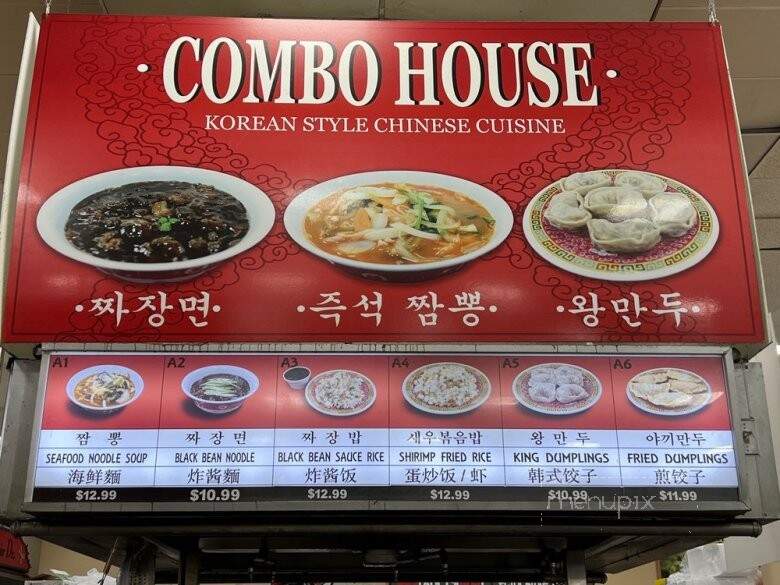 · COMBO HOUSE ·
KOREAN STYLE CHINESE CUISINE
·짜장면· ·즉석 짬뽕· ·왕만두·
A1 A2 A3 A4 A5 A6
짬 뽕 짜 장 면 짜 장 밥 새우볶음밥 왕 만 두 야끼만두
SEAFOOD NOODLE SOUP BLACK BEAN NOODLE BLACK BEAN SAUCE RICE SHIRIMP FRIED RICE KING DUMPLINGS FRIED DUMPLINGS
海鲜麵 炸酱麵 炸酱饭 蛋炒饭 / 虾 韩式饺子 煎饺子
$12.99 $10.99 $12.99 $12.99 $10.99 $11.99
menupix